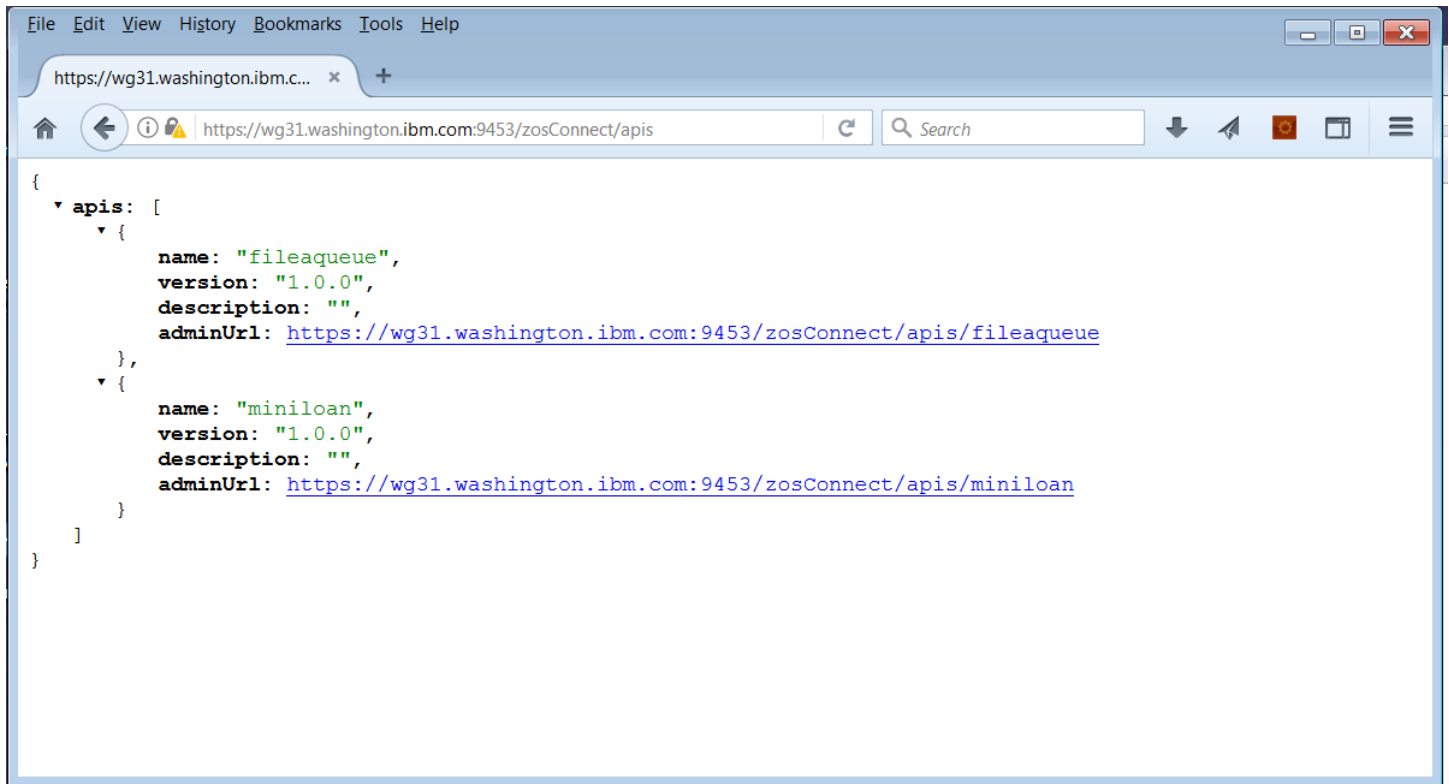 File Edit View History Bookmarks Tools Help
https://wg31.washington.ibm.c...
https://wg31.washington.ibm.com:9453/zosConnect/apis
Search
{
apis: [
{
name: "fileaqueue",
version: "1.0.0",
description: "",
adminUrl: https://wg31.washington.ibm.com:9453/zosConnect/apis/fileaqueue
},
{
name: "miniloan",
version: "1.0.0",
description: "",
adminUrl: https://wg31.washington.ibm.com:9453/zosConnect/apis/miniloan
}
]
}